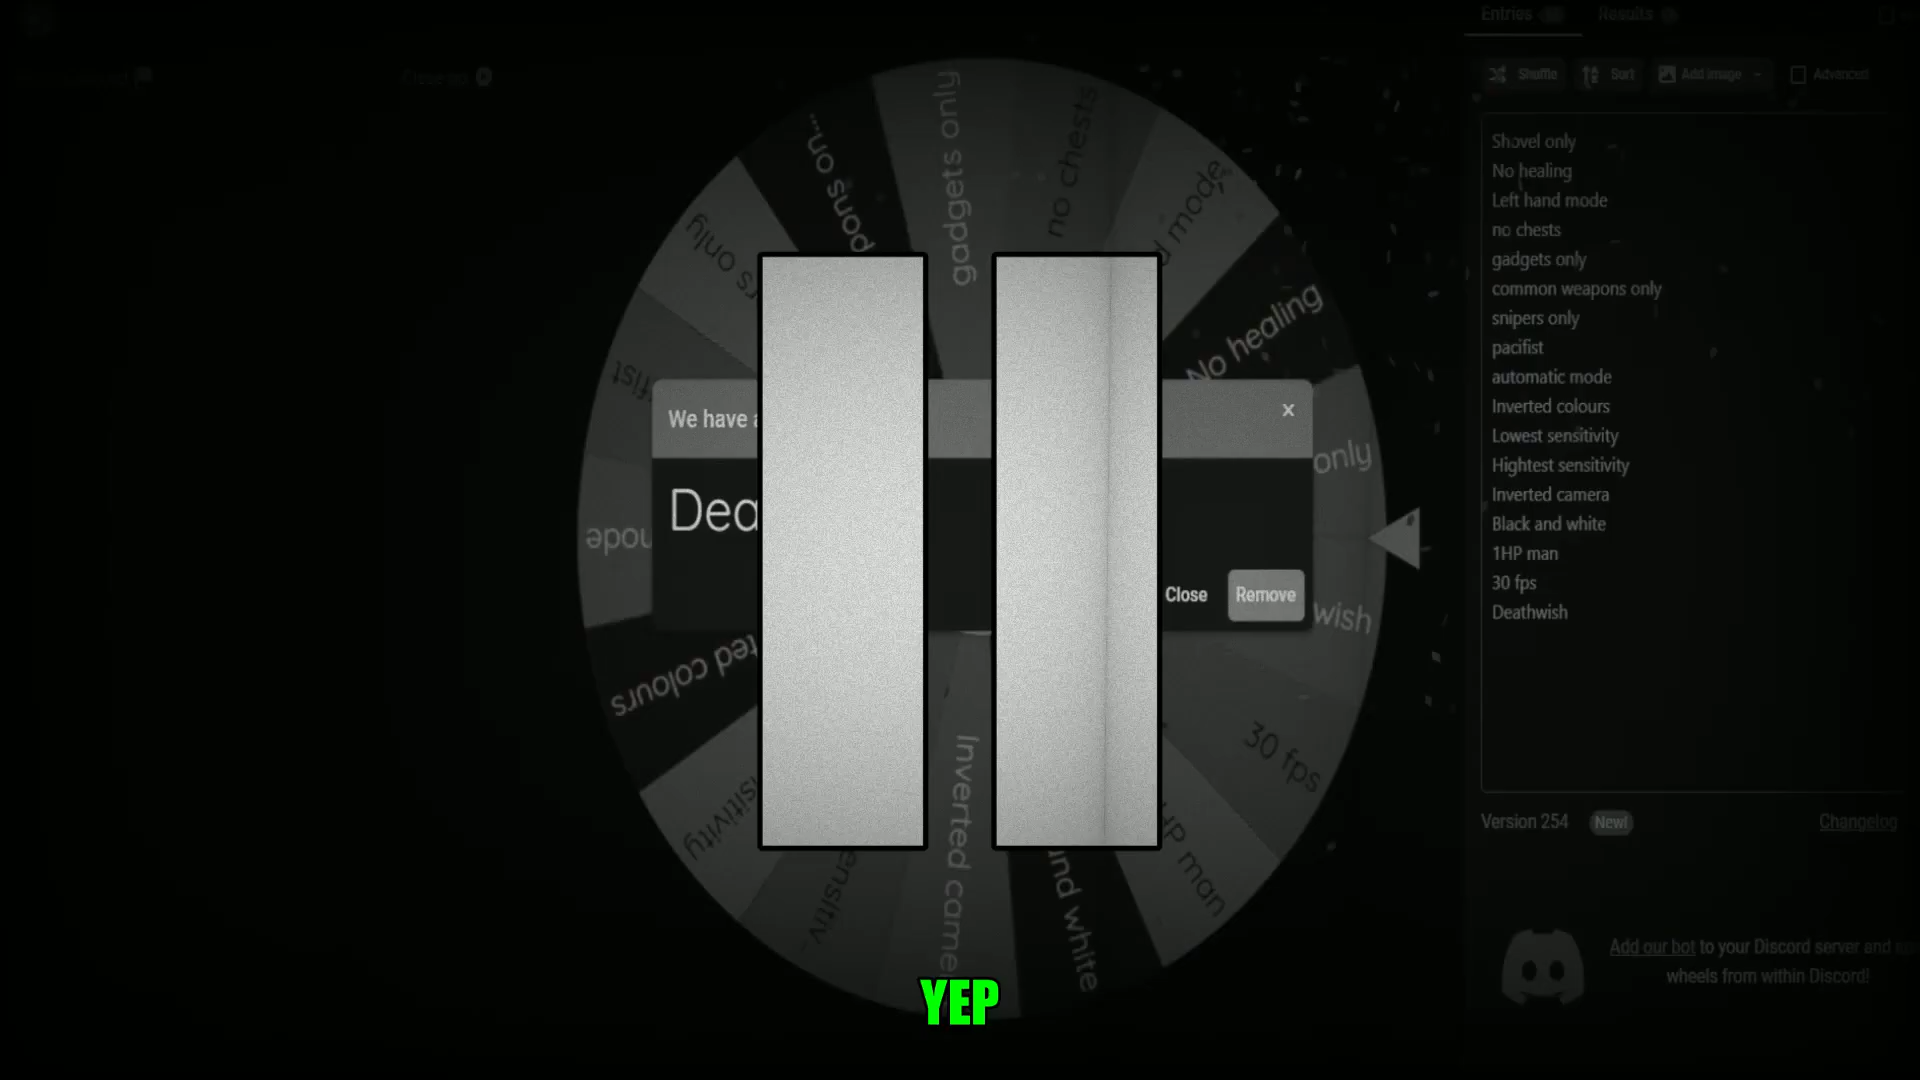 Entries
Results
Shuffle
Sort
Add image
Advanced
Shovel only
No healing
Left hand mode
no chests
gadgets only
common weapons only
snipers only
pacifist
automatic mode
Inverted colours
Lowest sensitivity
Hightest sensitivity
Inverted camera
Black and white
1HP man
30 fps
Deathwish
Version 254
New!
Changelog
Add our bot to your Discord server and
wheels from within Discord!
gadgets only
no chests
No healing
only
wish
30 fps
HP man
and white
Inverted came
colours
We have
x
Close
Remove
YEP